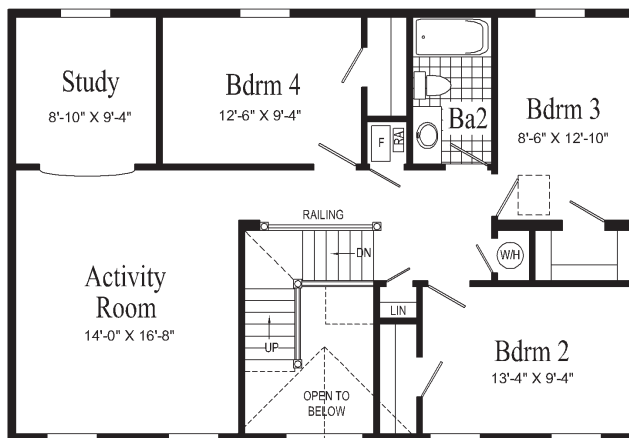 Study
8'-10" X 9'-4"
Bdrm 4
12'-6" X 9'-4"
F
RA
Ba2
Bdrm 3
8'-6" X 12'-10"
RAILING
DN
W/H
Activity
Room
14'-0" X 16'-8"
UP
LIN
OPEN TO
BELOW
Bdrm 2
13'-4" X 9'-4"